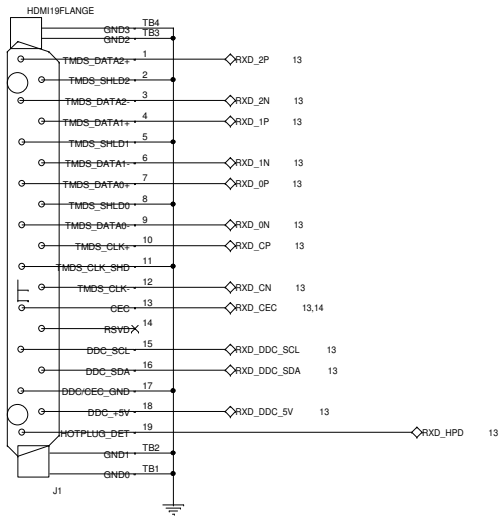 HDMI19FLANGE
GND3 TB4
GND2 TB3
TMDS_DATA2+ 1 RXD_2P 13
TMDS_SHLD2 2
TMDS_DATA2- 3 RXD_2N 13
TMDS_DATA1+ 4 RXD_1P 13
TMDS_SHLD1 5
TMDS_DATA1- 6 RXD_1N 13
TMDS_DATA0+ 7 RXD_0P 13
TMDS_SHLD0 8
TMDS_DATA0- 9 RXD_0N 13
TMDS_CLK+ 10 RXD_CP 13
TMDS_CLK_SHD 11
TMDS_CLK- 12 RXD_CN 13
CEC 13 RXD_CEC 13,14
RSVD 14
DDC_SCL 15 RXD_DDC_SCL 13
DDC_SDA 16 RXD_DDC_SDA 13
DDC/CEC_GND 17
DDC_+5V 18 RXD_DDC_5V 13
HOTPLUG_DET 19 RXD_HPD 13
GND1 TB2
GND0 TB1
J1